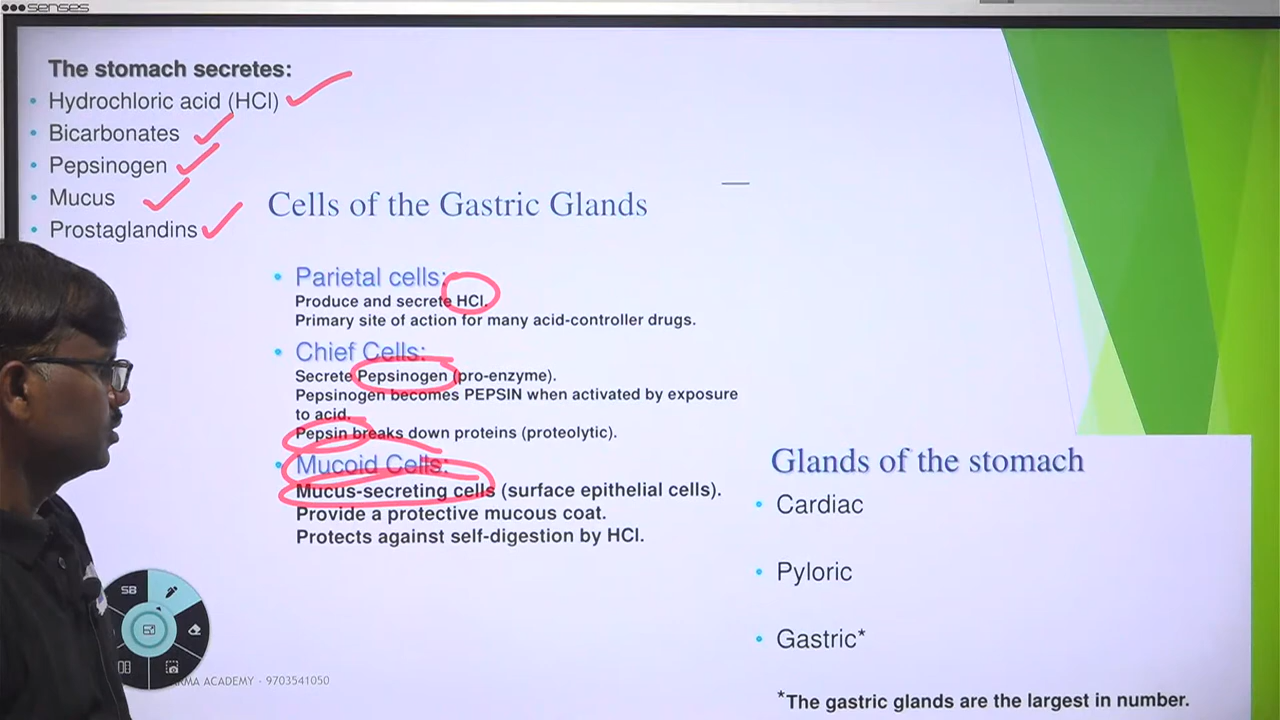 senses
The stomach secretes:
• Hydrochloric acid (HCl)
• Bicarbonates
• Pepsinogen
• Mucus
• Prostaglandins
Cells of the Gastric Glands
• Parietal cells:
Produce and secrete HCl.
Primary site of action for many acid-controller drugs.
• Chief Cells:
Secrete Pepsinogen (pro-enzyme).
Pepsinogen becomes PEPSIN when activated by exposure
to acid.
Pepsin breaks down proteins (proteolytic).
• Mucoid Cells:
Mucus-secreting cells (surface epithelial cells).
Provide a protective mucous coat.
Protects against self-digestion by HCl.
Glands of the stomach
• Cardiac
• Pyloric
• Gastric*
*The gastric glands are the largest in number.
SB
ACADEMY - 9703541050